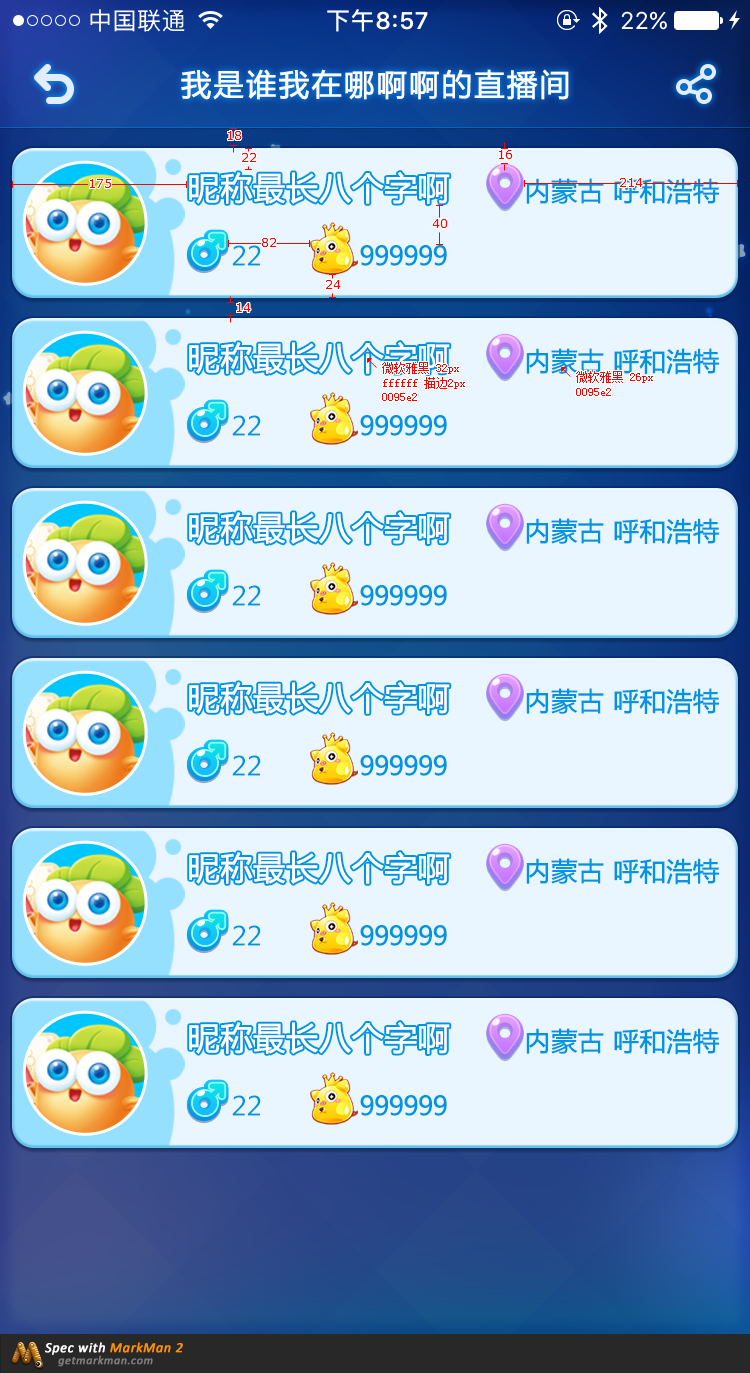 中国联通 下午8:57 22%
我是谁我在哪啊啊的直播间
18
22 16
175 昵称最长八个字啊 内蒙古 呼和浩特 214
40
22 82 999999
24
14
昵称最长八个字啊 内蒙古 呼和浩特
微软雅黑 32px
ffffff 描边2px
0095e2
微软雅黑 26px
0095e2
22 999999
昵称最长八个字啊 内蒙古 呼和浩特
22 999999
昵称最长八个字啊 内蒙古 呼和浩特
22 999999
昵称最长八个字啊 内蒙古 呼和浩特
22 999999
昵称最长八个字啊 内蒙古 呼和浩特
22 999999
Spec with MarkMan 2
getmarkman.com